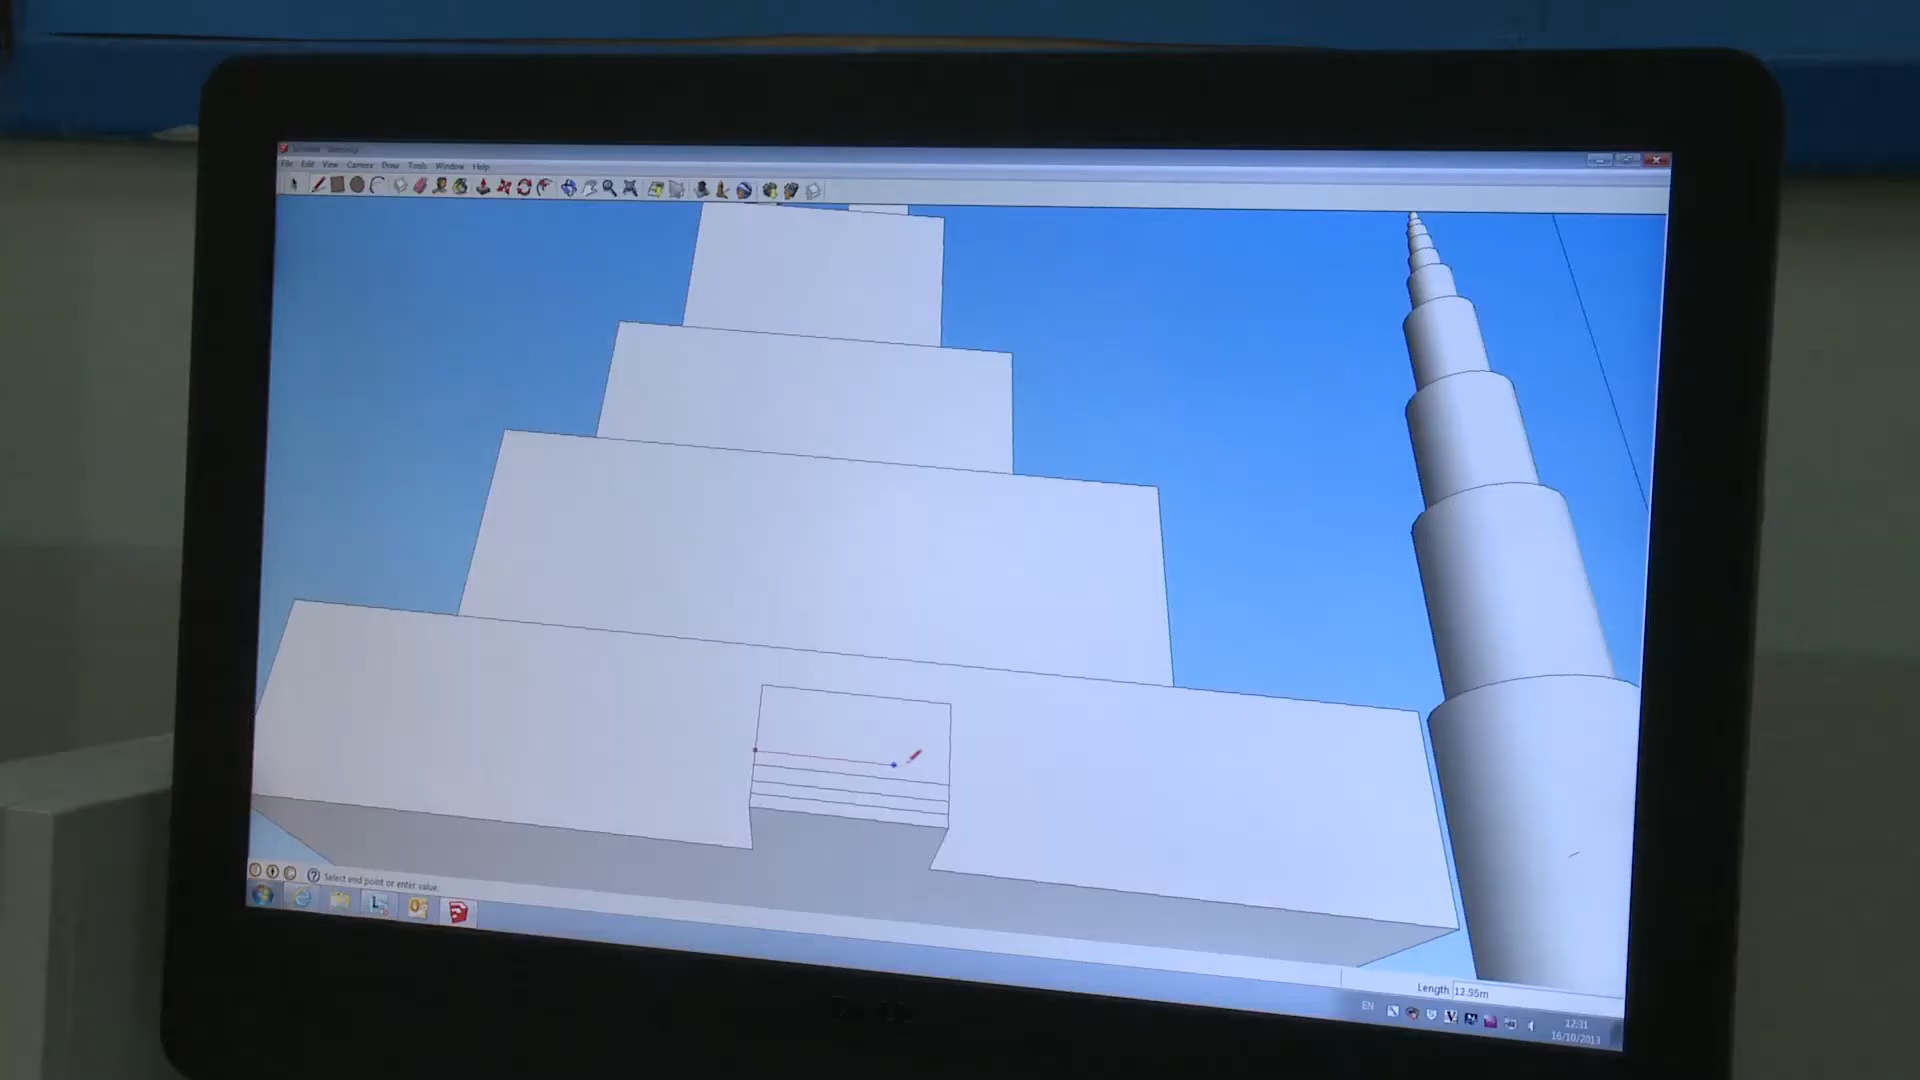 File Edit View Camera Draw Tools Window Help
Select end point or enter value.
Length 12.55m
EN
12:31
16/10/2013